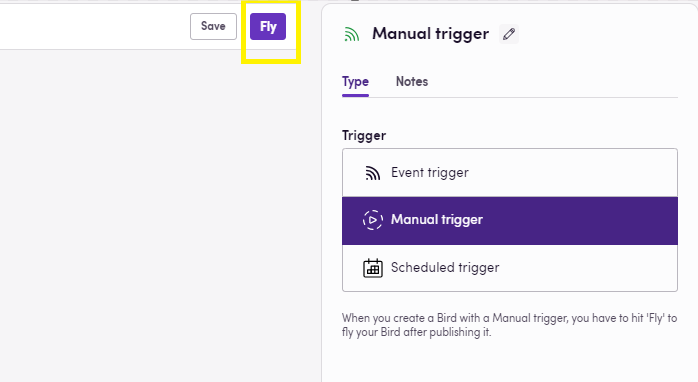 Save
Fly
Manual trigger
Type
Notes
Trigger
Event trigger
Manual trigger
Scheduled trigger
When you create a Bird with a Manual trigger, you have to hit 'Fly' to
fly your Bird after publishing it.